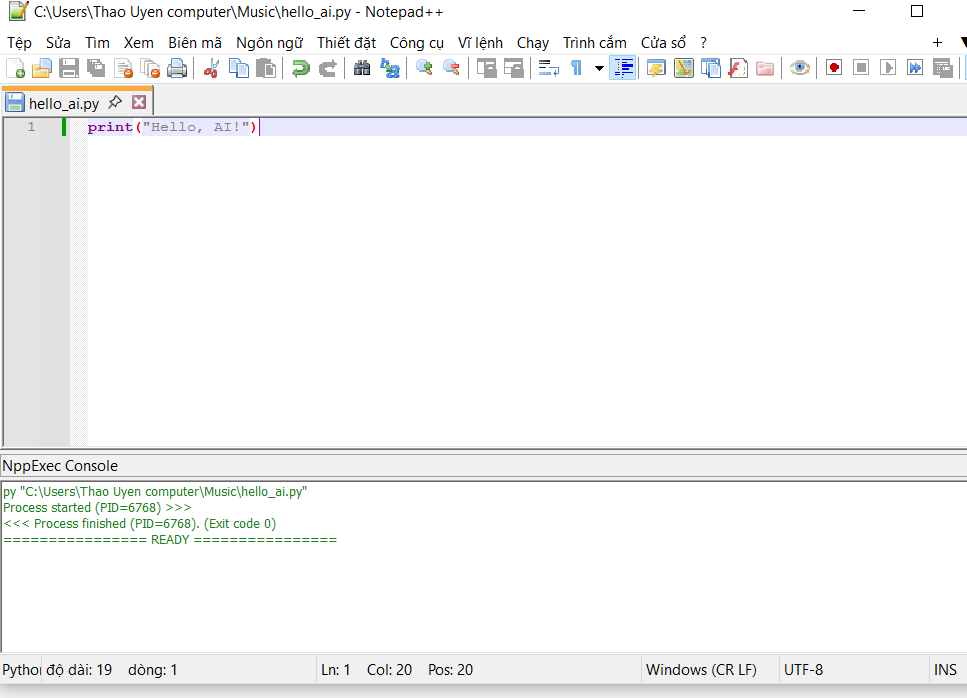 C:\Users\Thao Uyen computer\Music\hello_ai.py - Notepad++
Tệp Sửa Tìm Xem Biên mã Ngôn ngữ Thiết đặt Công cụ Vĩ lệnh Chạy Trình cắm Cửa sổ ? +
hello_ai.py
1 print("Hello, AI!")
NppExec Console
py "C:\Users\Thao Uyen computer\Music\hello_ai.py"
Process started (PID=6768) >>>
<<< Process finished (PID=6768). (Exit code 0)
================ READY ================
Pytho độ dài: 19 dòng: 1 Ln: 1 Col: 20 Pos: 20 Windows (CR LF) UTF-8 INS